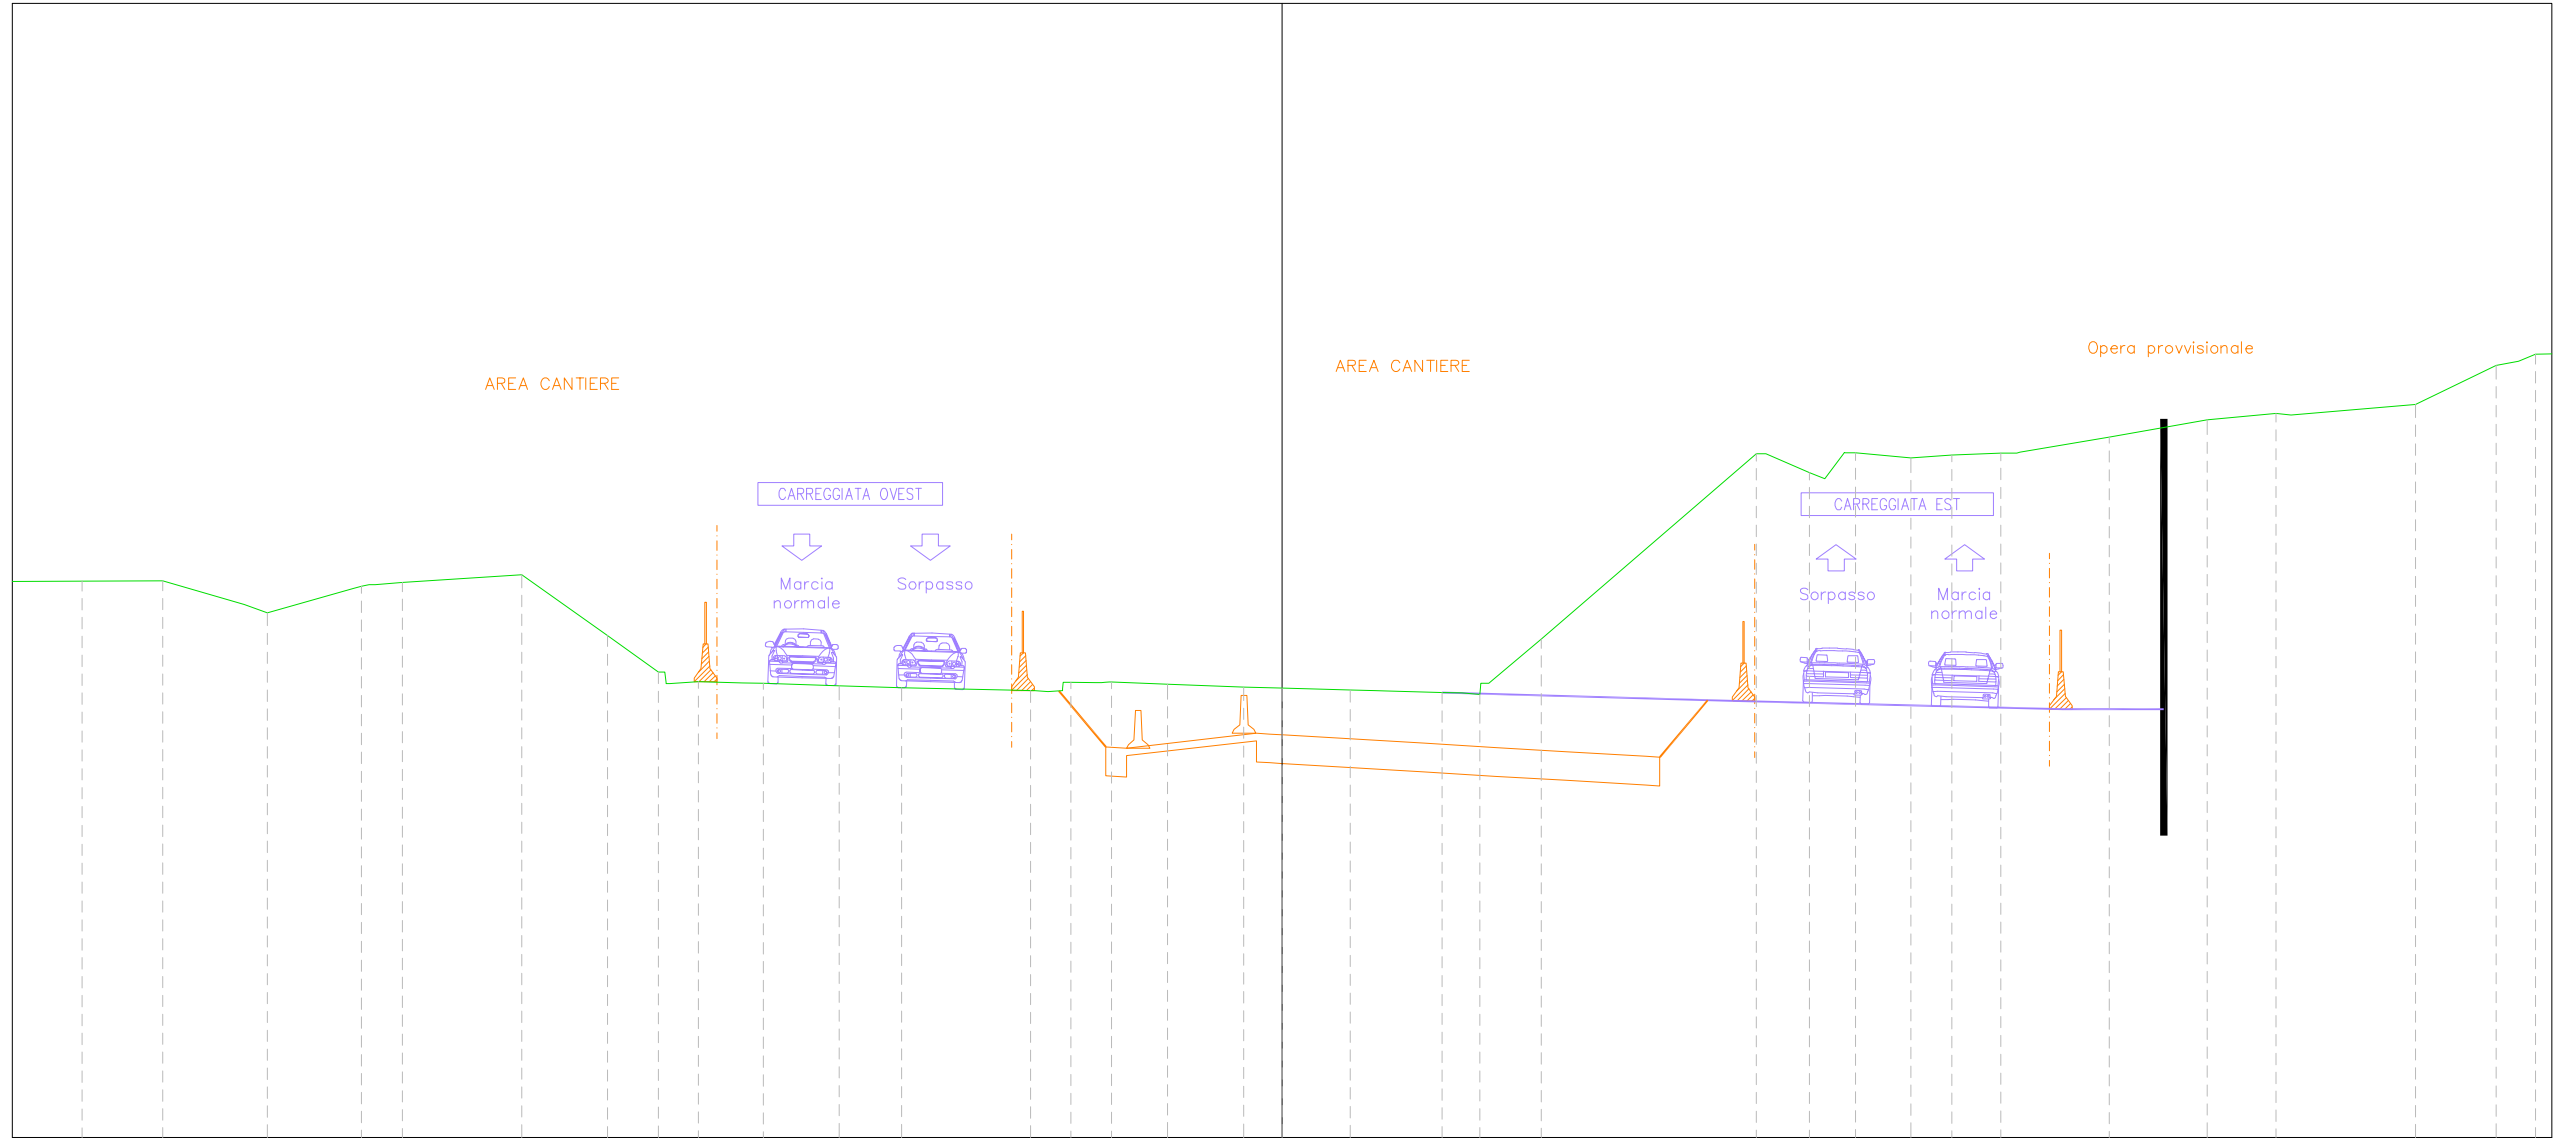 Opera provvisionale
AREA CANTIERE
AREA CANTIERE
CARREGGIATA OVEST
Marcia
normale
Sorpasso
CARREGGIATA EST
Sorpasso
Marcia
normale